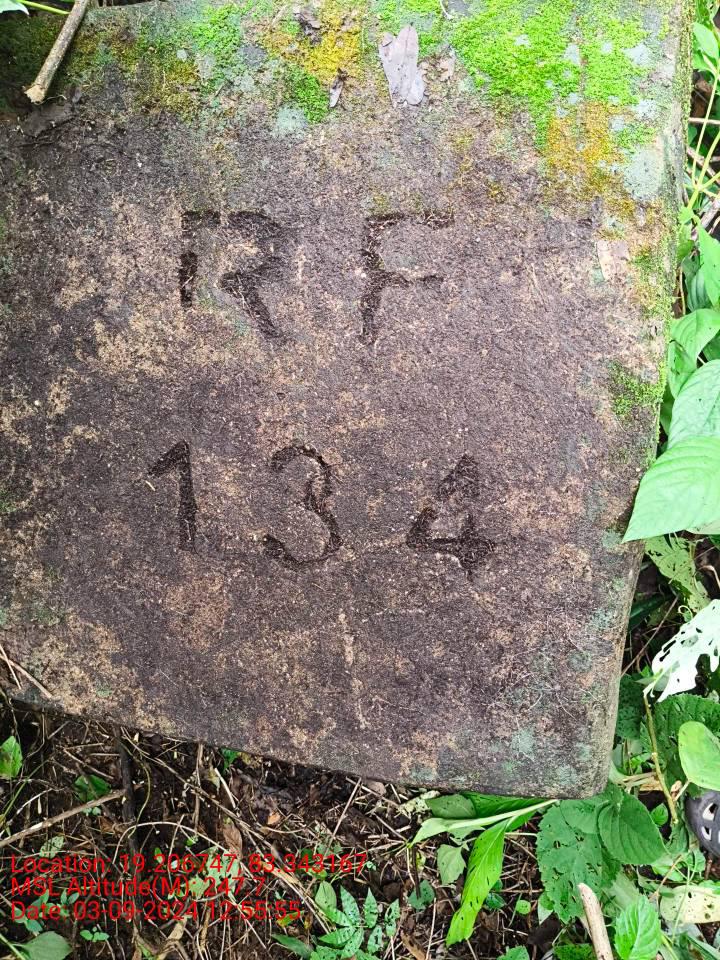 RF
134
Location: 19.206747, 83.343167
MSL Altitude(M): 247.7
Date: 03-09-2024 12:55:55